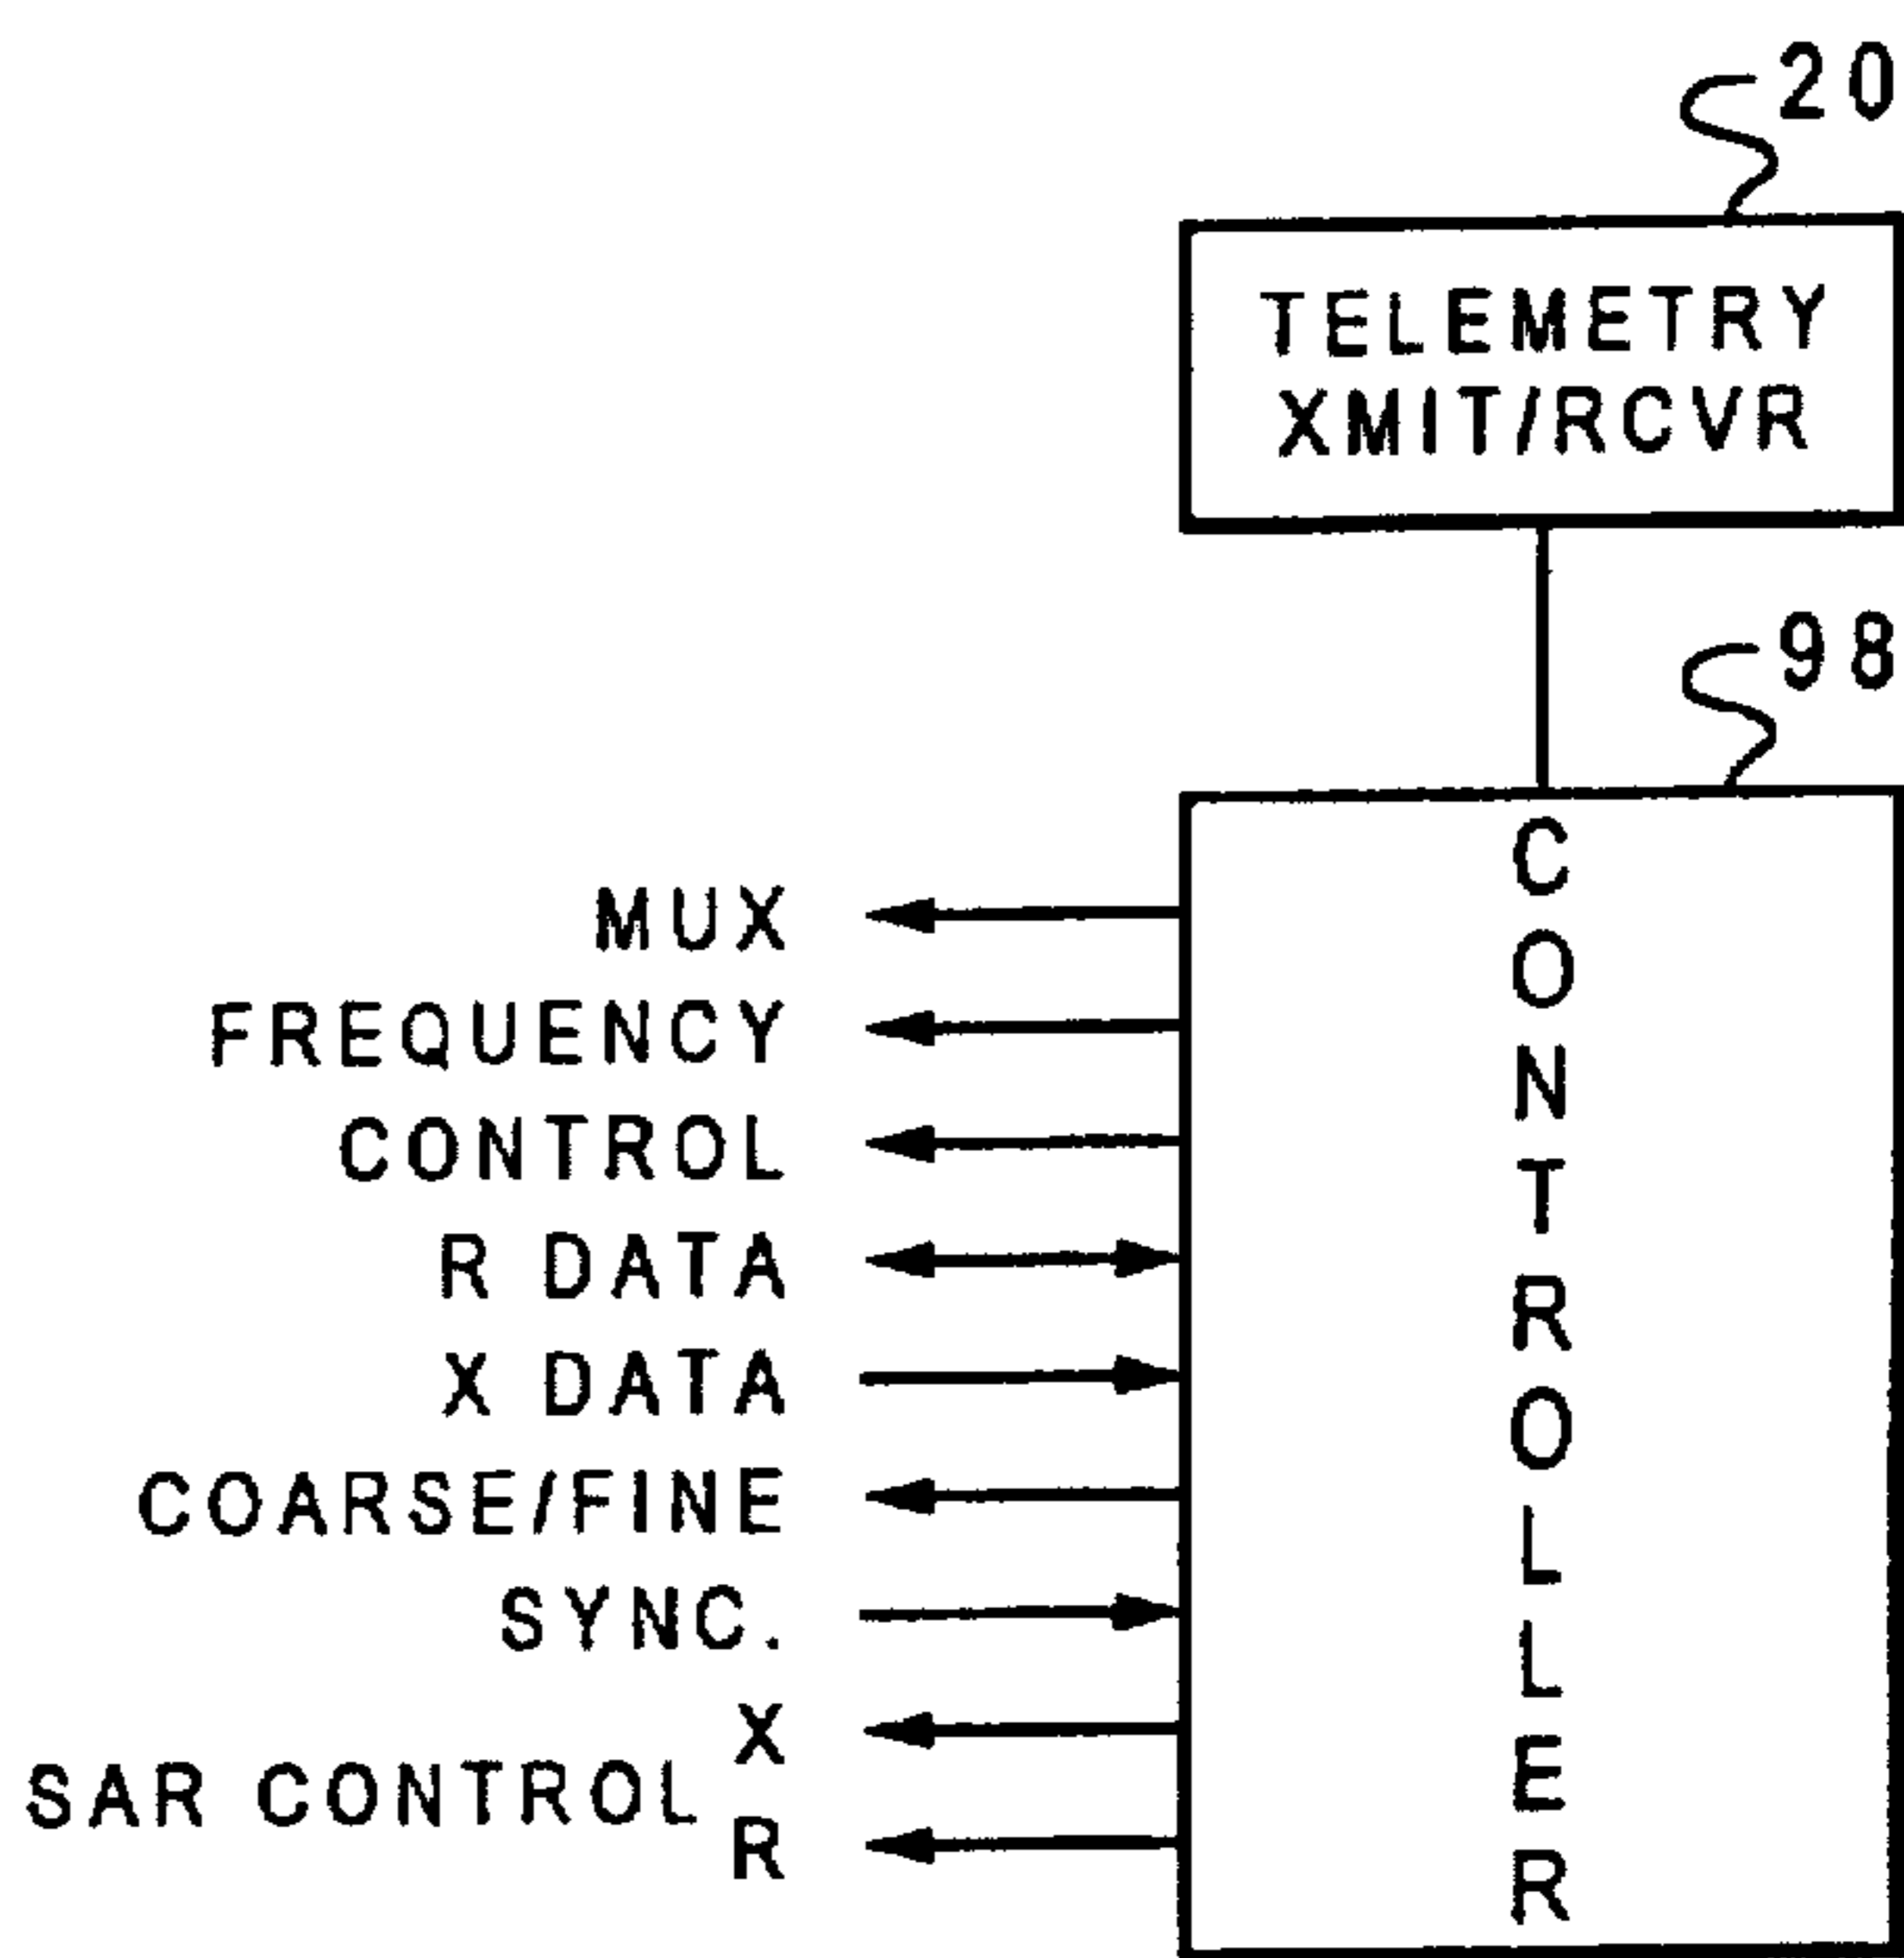 20
TELEMETRY
XMIT/RCVR
98
CONTROLLER
MUX
FREQUENCY
CONTROL
R DATA
X DATA
COARSE/FINE
SYNC.
X
SAR CONTROL
R